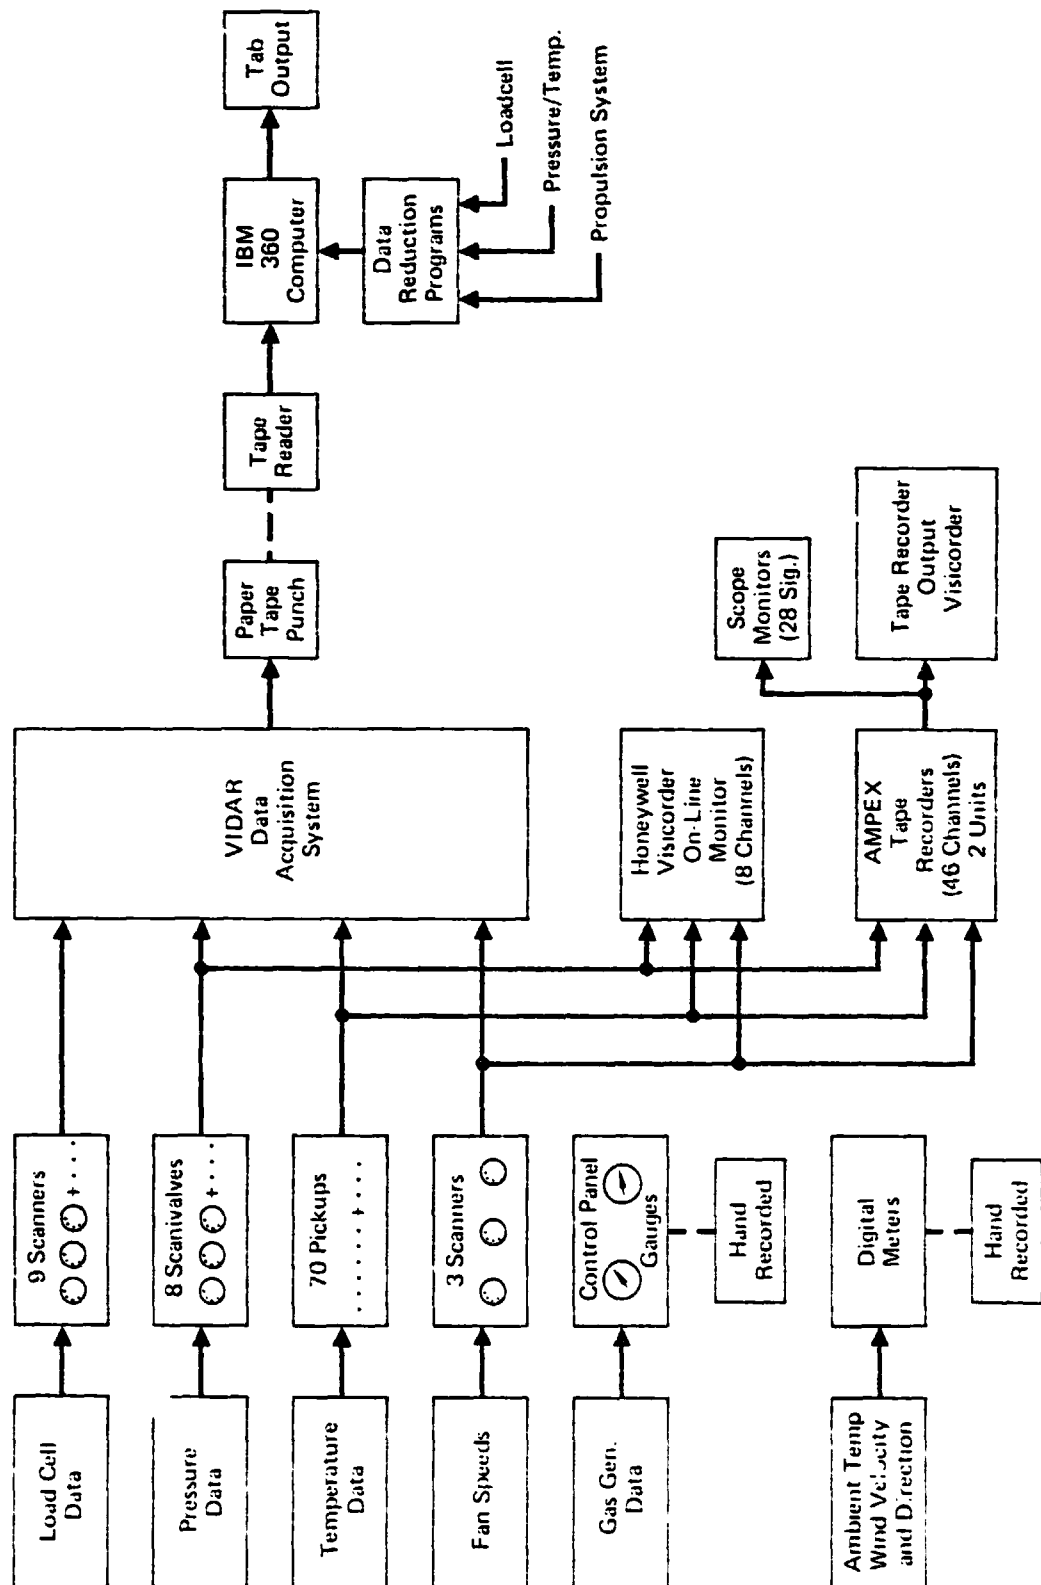 Load Cell
Data
9 Scanners
+ . . .
Pressure
Data
8 Scanivalves
+ . . .
Temperature
Data
70 Pickups
. . . . . . + . . .
Fan Speeds
3 Scanners
Gas Gen.
Data
Control Panel
Gauges
Hand
Recorded
Ambient Temp
Wind Velocity
and Direction
Digital
Meters
Hand
Recorded
VIDAR
Data
Acquisition
System
Honeywell
Visicorder
On-Line
Monitor
(8 Channels)
AMPEX
Tape
Recorders
(46 Channels)
2 Units
Paper
Tape
Punch
Tape
Reader
IBM
360
Computer
Tab
Output
Data
Reduction
Programs
Loadcell
Pressure/Temp.
Propulsion System
Scope
Monitors
(28 Sig.)
Tape Recorder
Output
Visicorder